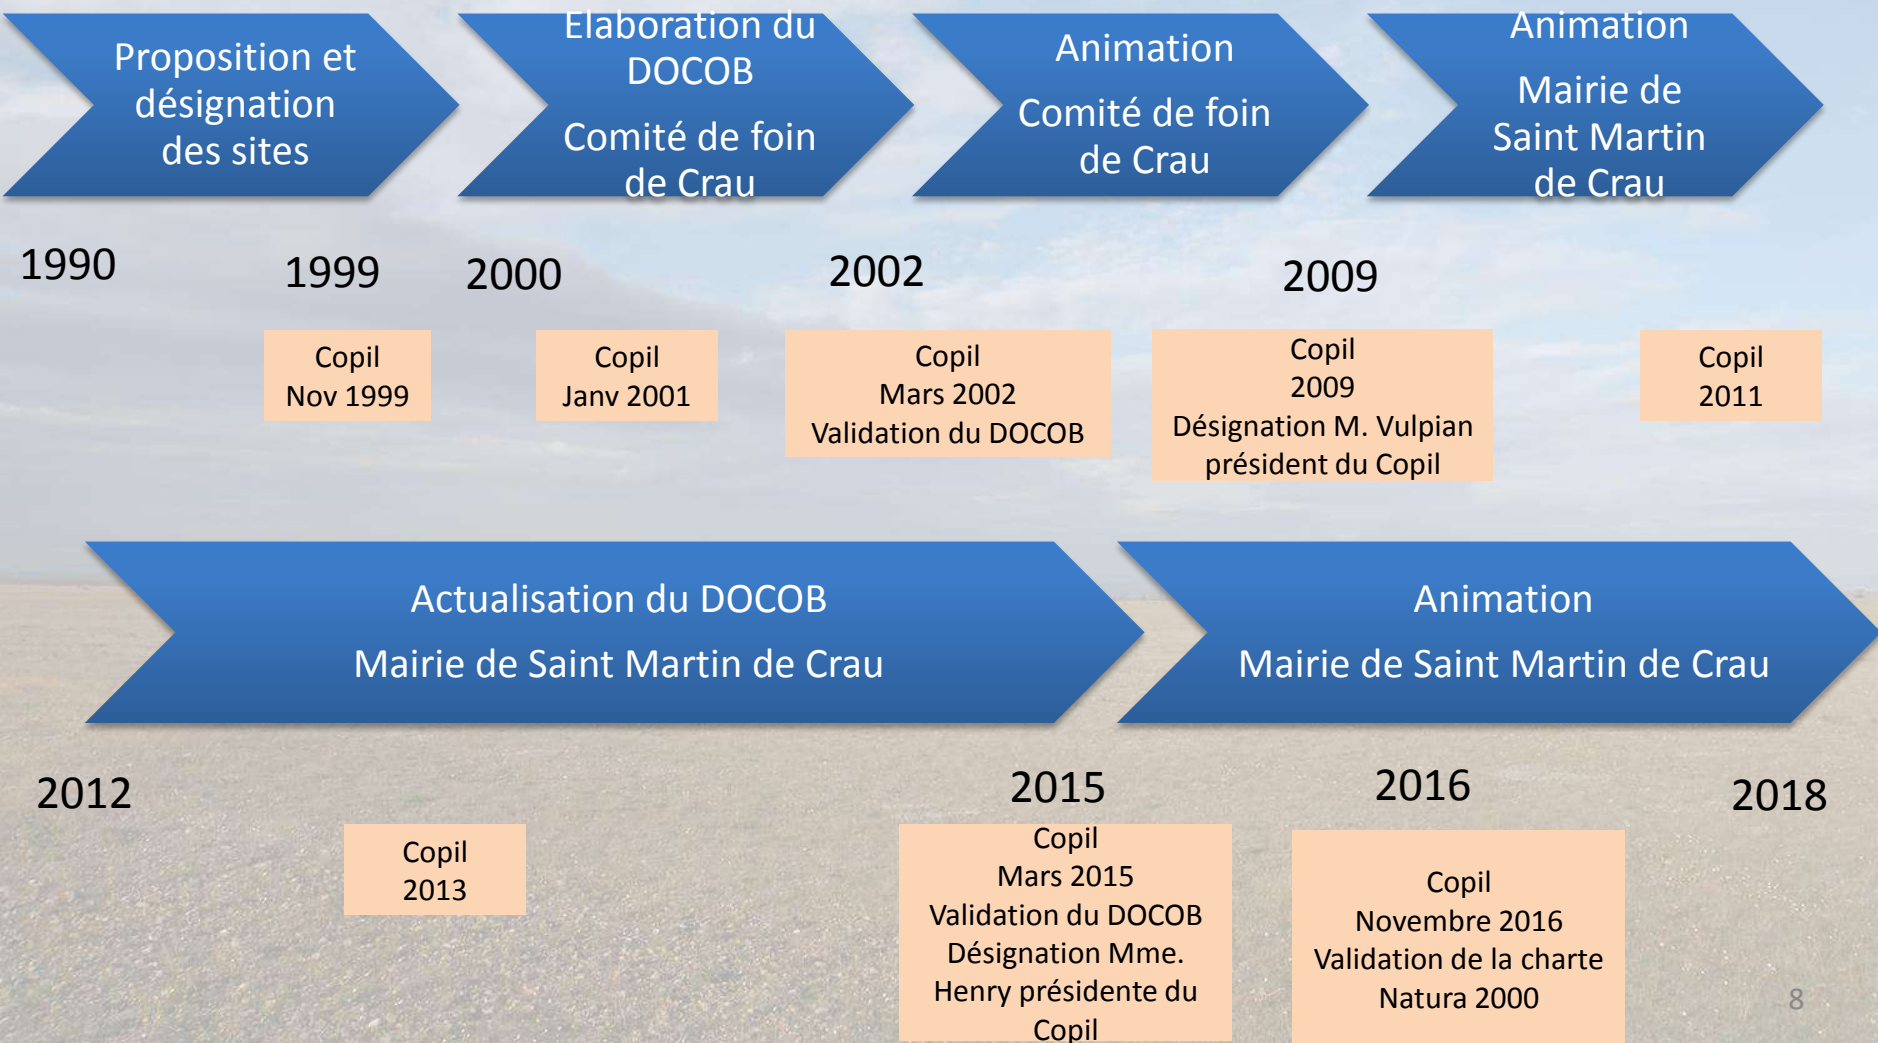 Proposition et
désignation
des sites
Elaboration du
DOCOB
Comité de foin
de Crau
Animation
Comité de foin
de Crau
Animation
Mairie de
Saint Martin
de Crau
1990
1999
2000
2002
2009
Copil
Nov 1999
Copil
Janv 2001
Copil
Mars 2002
Validation du DOCOB
Copil
2009
Désignation M. Vulpian
président du Copil
Copil
2011
Actualisation du DOCOB
Mairie de Saint Martin de Crau
Animation
Mairie de Saint Martin de Crau
2012
2015
2016
2018
Copil
2013
Copil
Mars 2015
Validation du DOCOB
Désignation Mme.
Henry présidente du
Copil
Copil
Novembre 2016
Validation de la charte
Natura 2000
8